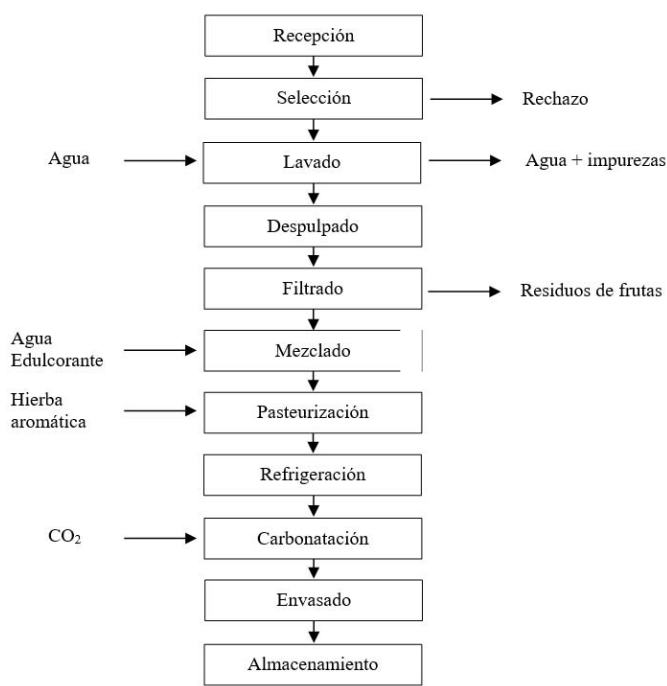 Recepción
Selección
Rechazo
Agua
Lavado
Agua + impurezas
Despulpado
Filtrado
Residuos de frutas
Agua
Edulcorante
Mezclado
Hierba
aromática
Pasteurización
Refrigeración
CO₂
Carbonatación
Envasado
Almacenamiento